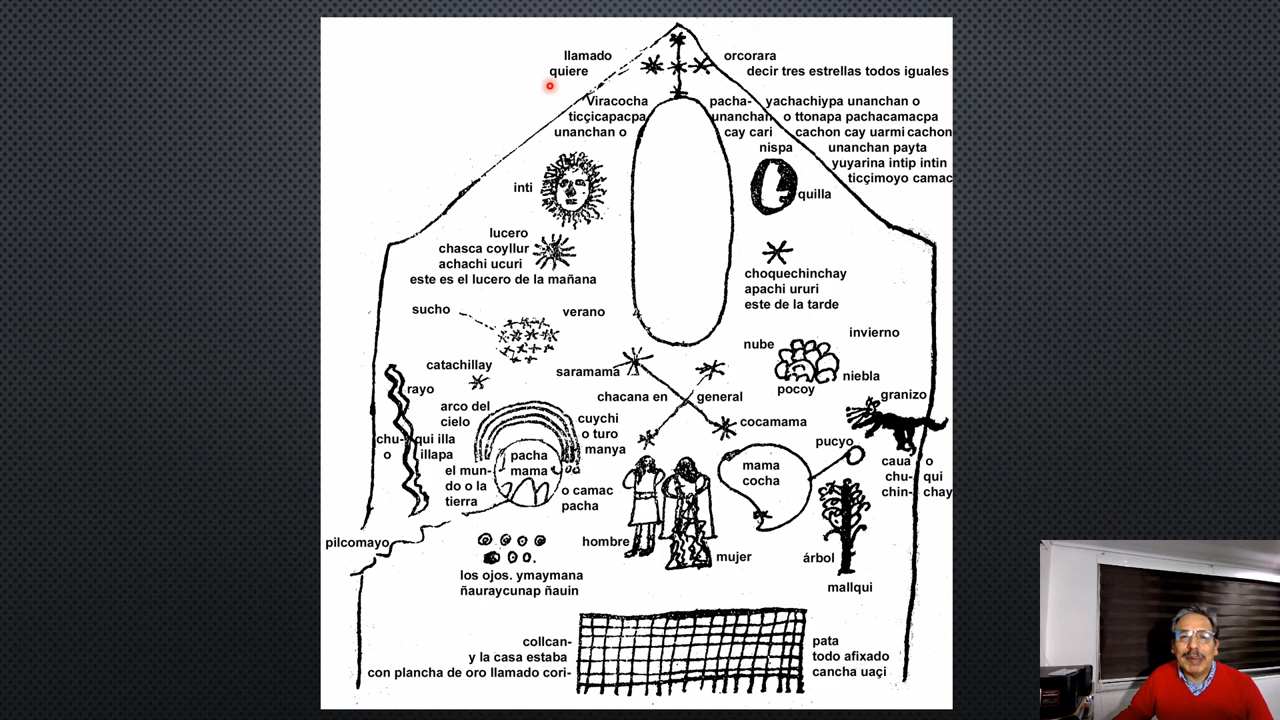 llamado orcorara
quiere decir tres estrellas todos iguales
Viracocha pacha- yachachiypa unanchan o
ticçicapacpa unanchan o ttonapa pachacamacpa
unanchan o cay cari cachon cay uarmi cachon
nispa unanchan payta
yuyarina intip intin
ticçimoyo camac
inti
quilla
lucero
chasca coyllur
achachi ucuri
este es el lucero de la mañana
choquechinchay
apachi ururi
este de la tarde
sucho
verano
invierno
nube
niebla
pocoy
catachillay
saramama
chacana en general
cocamama
rayo
chu- qui illa
o illapa
arco del
cielo
cuychi
o turo
manya
granizo
caua o
chu- qui
chin- chay
pucyo
pacha
mama
el mun-
do o la
tierra
o camac
pacha
mama
cocha
pilcomayo
hombre
mujer
árbol
mallqui
los ojos. ymaymana
ñauraycunap ñauin
collcan- pata
y la casa estaba todo afixado
con plancha de oro llamado cori- cancha uaçi